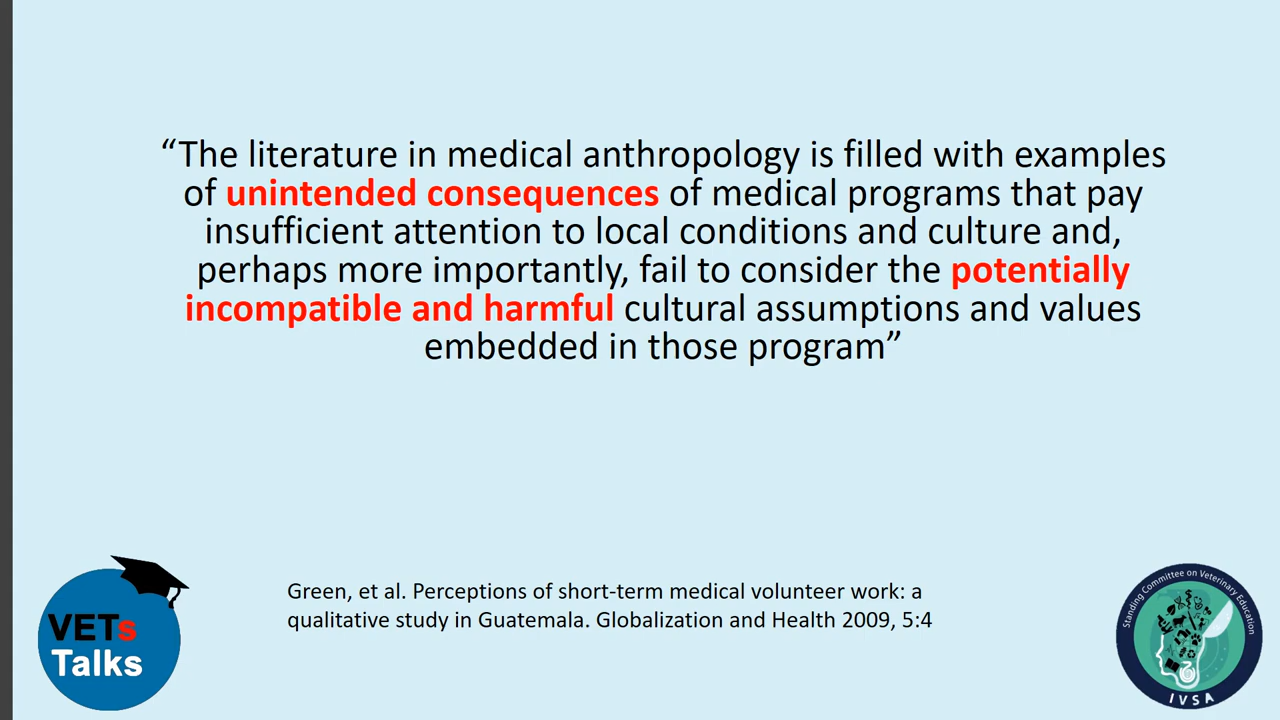 “The literature in medical anthropology is filled with examples
of unintended consequences of medical programs that pay
insufficient attention to local conditions and culture and,
perhaps more importantly, fail to consider the potentially
incompatible and harmful cultural assumptions and values
embedded in those program”
Green, et al. Perceptions of short-term medical volunteer work: a
qualitative study in Guatemala. Globalization and Health 2009, 5:4
VETs
Talks
Standing Committee on Veterinary Education
IVSA